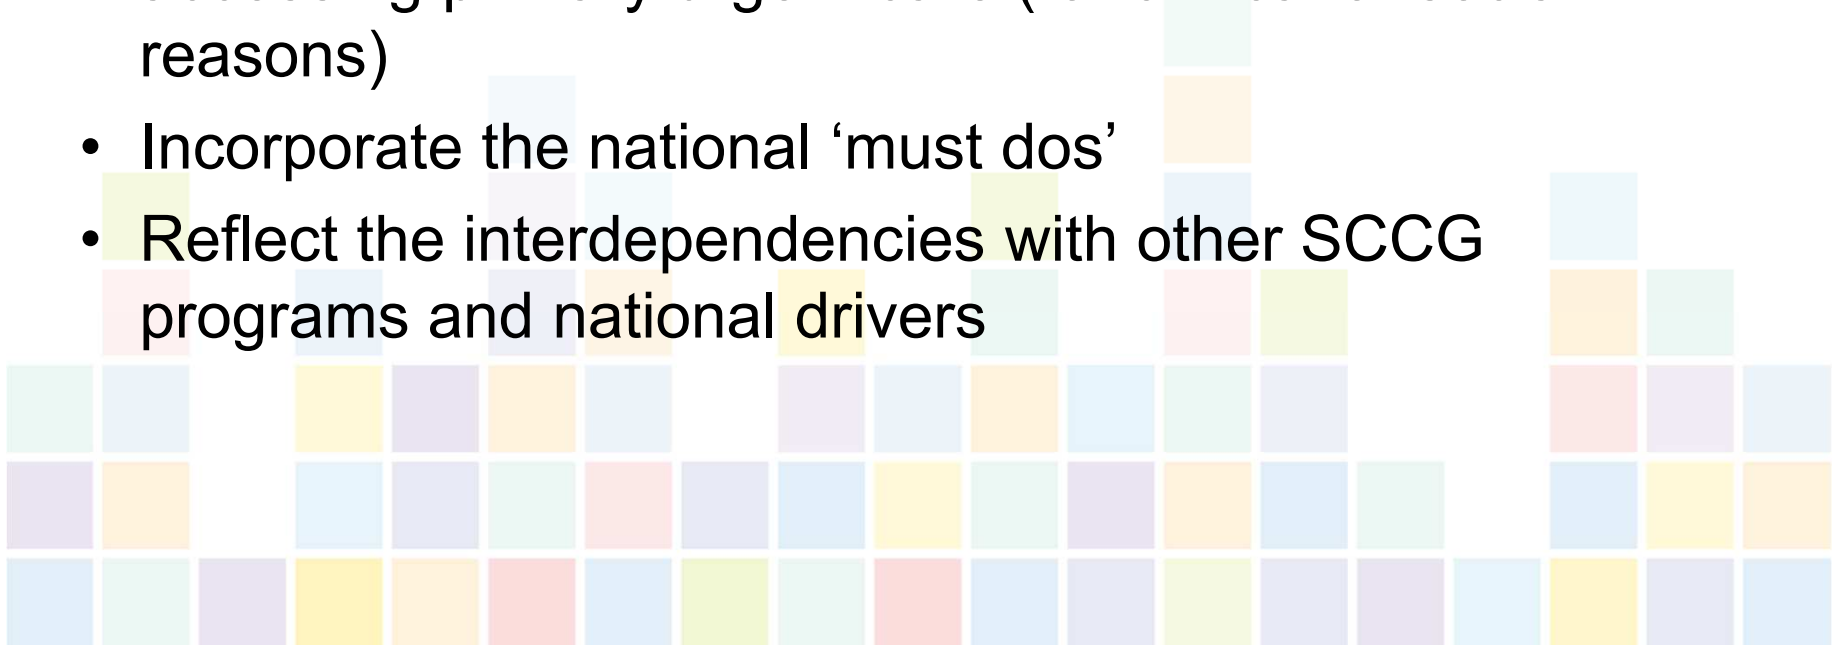 reasons)
• Incorporate the national ‘must dos’
• Reflect the interdependencies with other SCCG
programs and national drivers